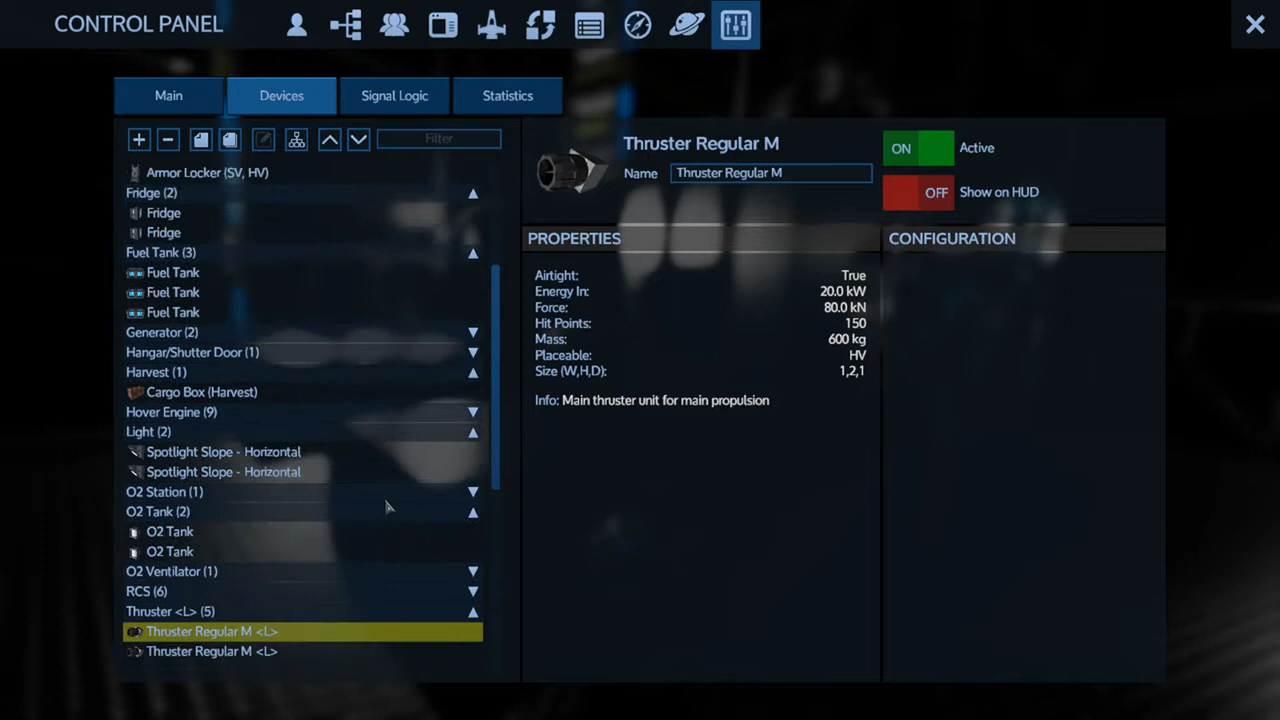 CONTROL PANEL
Main
Devices
Signal Logic
Statistics
Filter
Armor Locker (SV, HV)
Fridge (2)
Fridge
Fridge
Fuel Tank (3)
Fuel Tank
Fuel Tank
Fuel Tank
Generator (2)
Hangar/Shutter Door (1)
Harvest (1)
Cargo Box (Harvest)
Hover Engine (9)
Light (2)
Spotlight Slope - Horizontal
Spotlight Slope - Horizontal
O2 Station (1)
O2 Tank (2)
O2 Tank
O2 Tank
O2 Ventilator (1)
RCS (6)
Thruster <L> (5)
Thruster Regular M <L>
Thruster Regular M <L>
Thruster Regular M
Name Thruster Regular M
ON Active
OFF Show on HUD
PROPERTIES
Airtight: True
Energy In: 20.0 kW
Force: 80.0 kN
Hit Points: 150
Mass: 600 kg
Placeable: HV
Size (W,H,D): 1,2,1
Info: Main thruster unit for main propulsion
CONFIGURATION